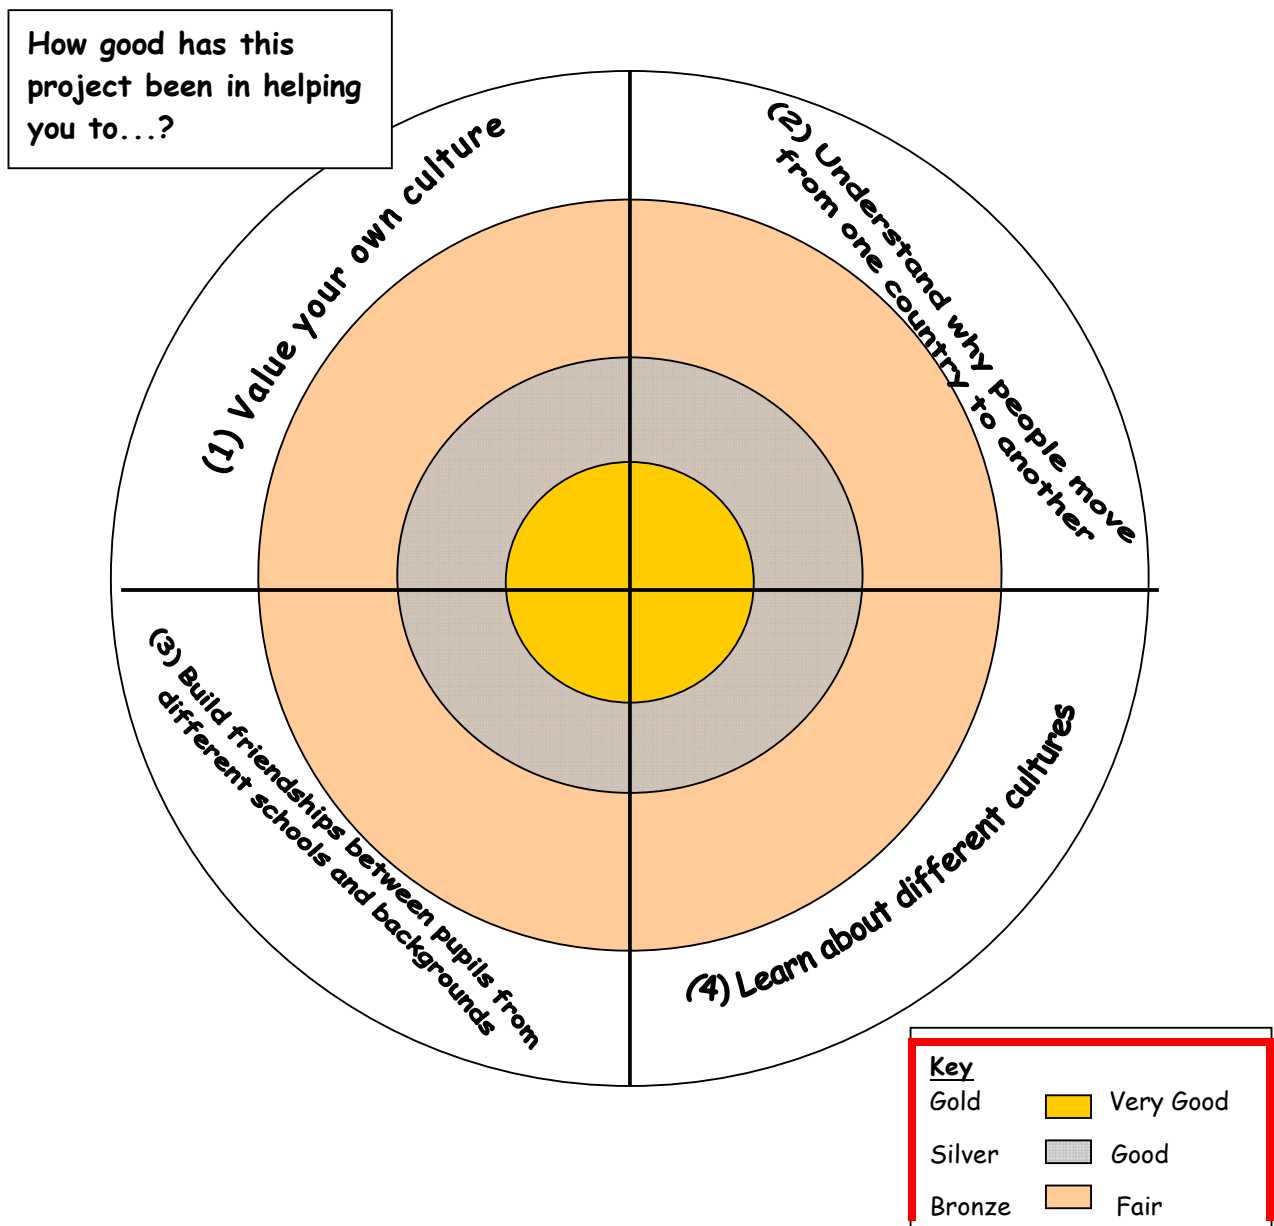 How good has this
project been in helping
you to...?
(1) Value your own culture
(2) Understand why people move
from one country to another
(3) Build friendships between pupils from
different schools and backgrounds
(4) Learn about different cultures
Key
Gold Very Good
Silver Good
Bronze Fair